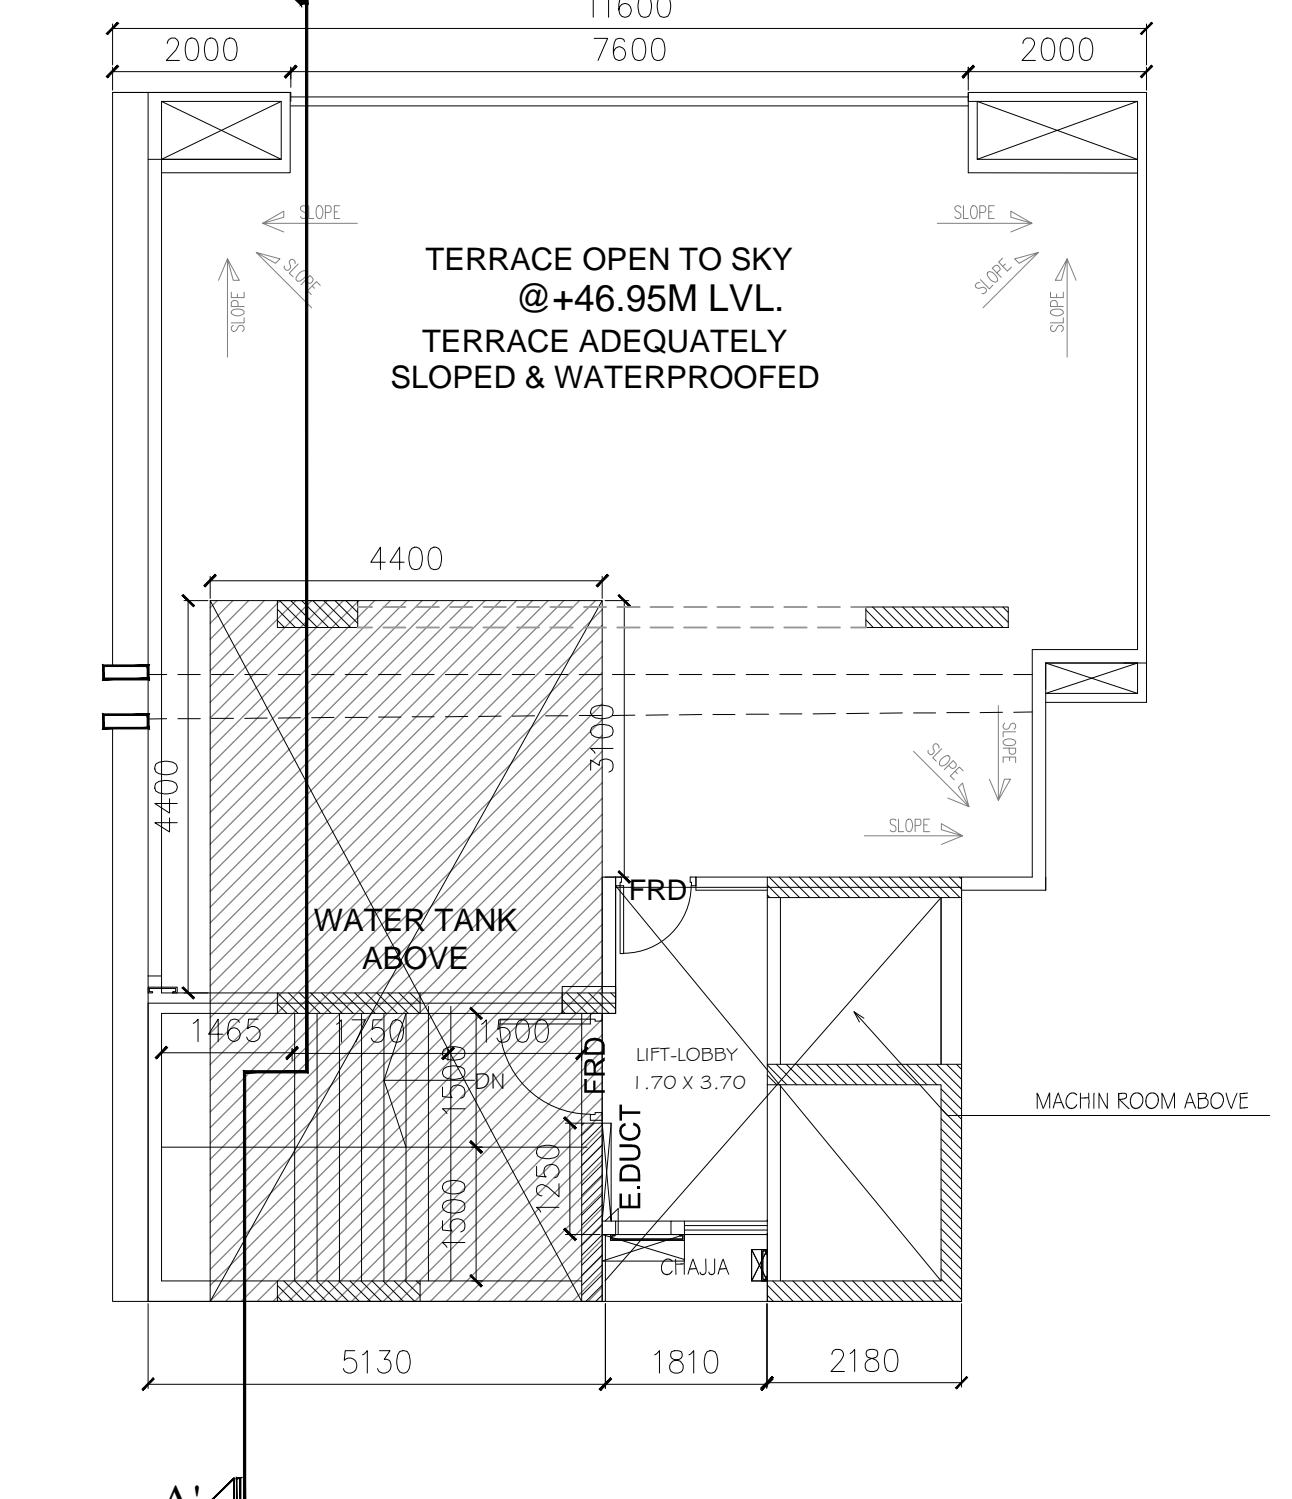 11600
2000
7600
2000
SLOPE
SLOPE
SLOPE
SLOPE
SLOPE
SLOPE
TERRACE OPEN TO SKY
@+46.95M LVL.
TERRACE ADEQUATELY
SLOPED & WATERPROOFED
4400
4400
3100
SLOPE
SLOPE
SLOPE
FRD
WATER TANK
ABOVE
1465
1750
1500
1500
DN
FRD
LIFT-LOBBY
1.70 X 3.70
MACHIN ROOM ABOVE
E.DUCT
1250
1500
CHAJJA
5130
1810
2180
A'